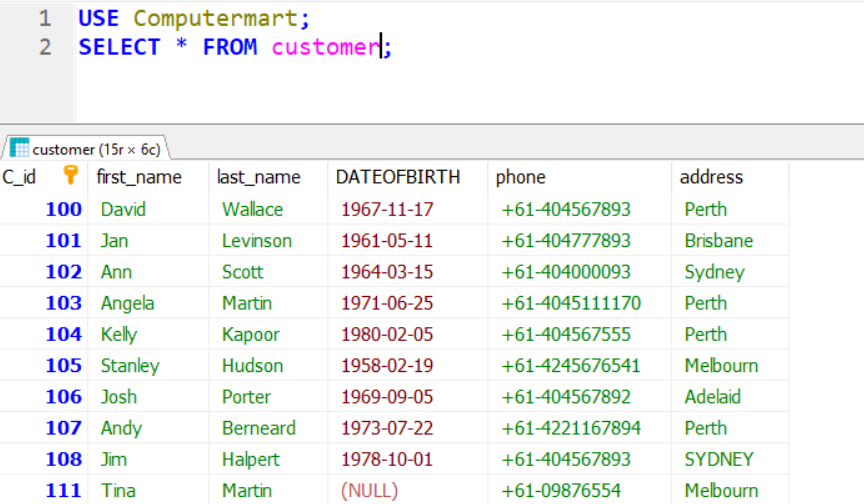 1 USE Computermart;
2 SELECT * FROM customer;
customer (15r × 6c)
C_id first_name last_name DATEOFBIRTH phone address
100 David Wallace 1967-11-17 +61-404567893 Perth
101 Jan Levinson 1961-05-11 +61-404777893 Brisbane
102 Ann Scott 1964-03-15 +61-404000093 Sydney
103 Angela Martin 1971-06-25 +61-4045111170 Perth
104 Kelly Kapoor 1980-02-05 +61-404567555 Perth
105 Stanley Hudson 1958-02-19 +61-4245676541 Melbourn
106 Josh Porter 1969-09-05 +61-404567892 Adelaid
107 Andy Berneard 1973-07-22 +61-4221167894 Perth
108 Jim Halpert 1978-10-01 +61-404567893 SYDNEY
111 Tina Martin (NULL) +61-09876554 Melbourn